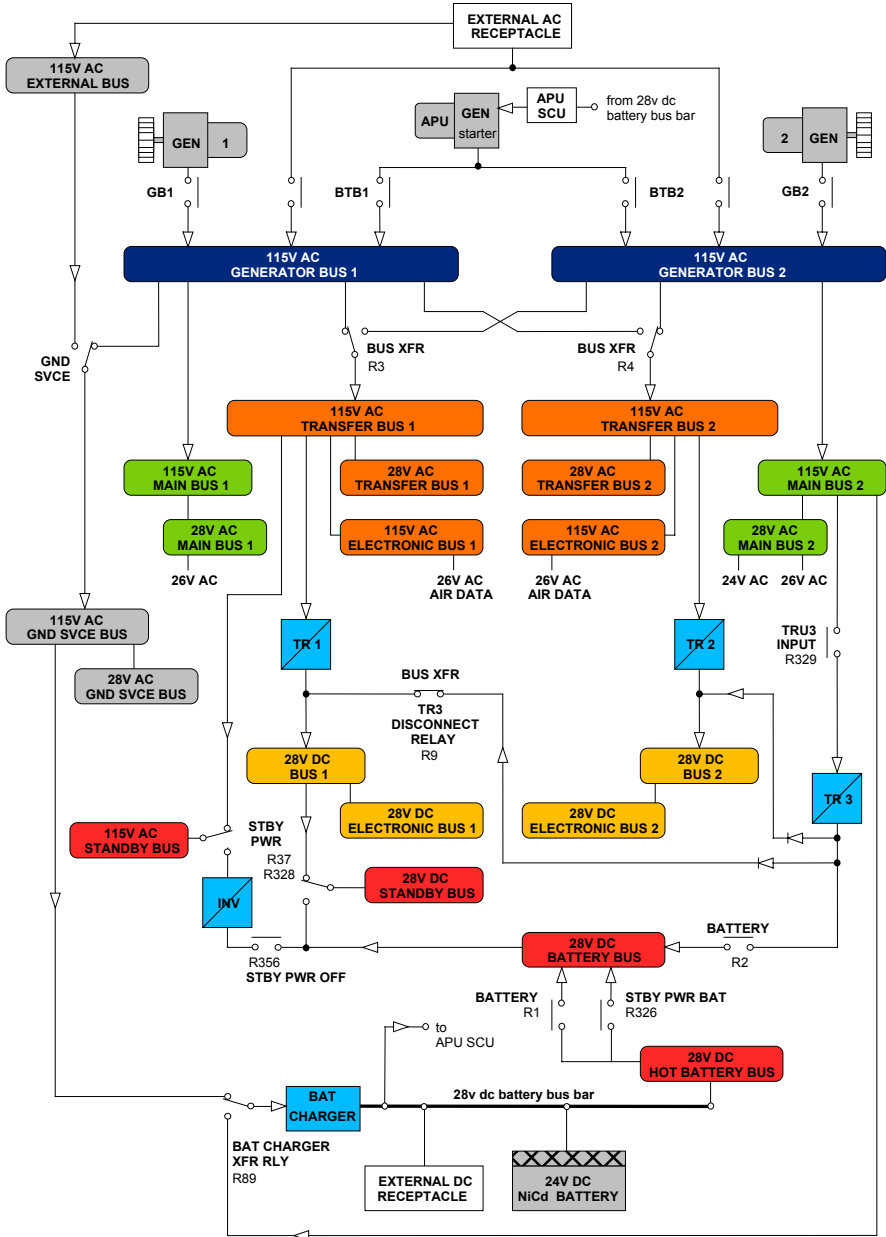 EXTERNAL AC
RECEPTACLE
115V AC
EXTERNAL BUS
GEN
1
APU
GEN
starter
APU
SCU
from 28v dc
battery bus bar
2
GEN
GB1
BTB1
BTB2
GB2
115V AC
GENERATOR BUS 1
115V AC
GENERATOR BUS 2
GND
SVCE
BUS XFR
R3
BUS XFR
R4
115V AC
TRANSFER BUS 1
115V AC
TRANSFER BUS 2
115V AC
MAIN BUS 1
28V AC
TRANSFER BUS 1
28V AC
TRANSFER BUS 2
115V AC
MAIN BUS 2
28V AC
MAIN BUS 1
115V AC
ELECTRONIC BUS 1
115V AC
ELECTRONIC BUS 2
28V AC
MAIN BUS 2
26V AC
26V AC
AIR DATA
26V AC
AIR DATA
24V AC
26V AC
115V AC
GND SVCE BUS
28V AC
GND SVCE BUS
TR 1
TR 2
TRU3
INPUT
R329
BUS XFR
TR3
DISCONNECT
RELAY
R9
28V DC
BUS 1
28V DC
BUS 2
TR 3
28V DC
ELECTRONIC BUS 1
28V DC
ELECTRONIC BUS 2
115V AC
STANDBY BUS
STBY
PWR
R37
R328
28V DC
STANDBY BUS
INV
R356
STBY PWR OFF
28V DC
BATTERY BUS
BATTERY
R2
BATTERY
R1
STBY PWR BAT
R326
to
APU SCU
28V DC
HOT BATTERY BUS
BAT
CHARGER
28v dc battery bus bar
BAT CHARGER
XFR RLY
R89
EXTERNAL DC
RECEPTACLE
24V DC
NiCd BATTERY